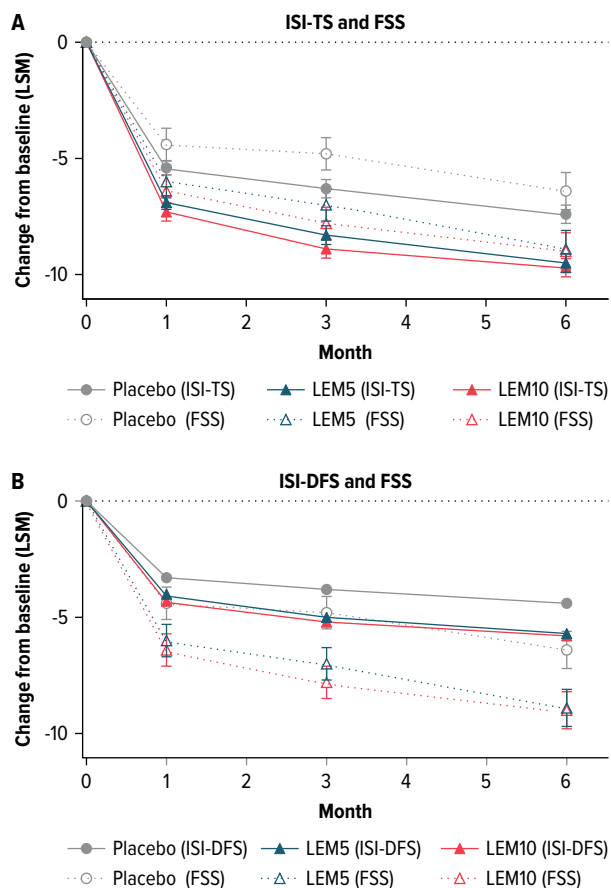 A
ISI-TS and FSS
Change from baseline (LSM)
0
-5
-10
0 1 2 3 4 5 6
Month
Placebo (ISI-TS) LEM5 (ISI-TS) LEM10 (ISI-TS)
Placebo (FSS) LEM5 (FSS) LEM10 (FSS)
B
ISI-DFS and FSS
Change from baseline (LSM)
0
-5
-10
0 1 2 3 4 5 6
Month
Placebo (ISI-DFS) LEM5 (ISI-DFS) LEM10 (ISI-DFS)
Placebo (FSS) LEM5 (FSS) LEM10 (FSS)